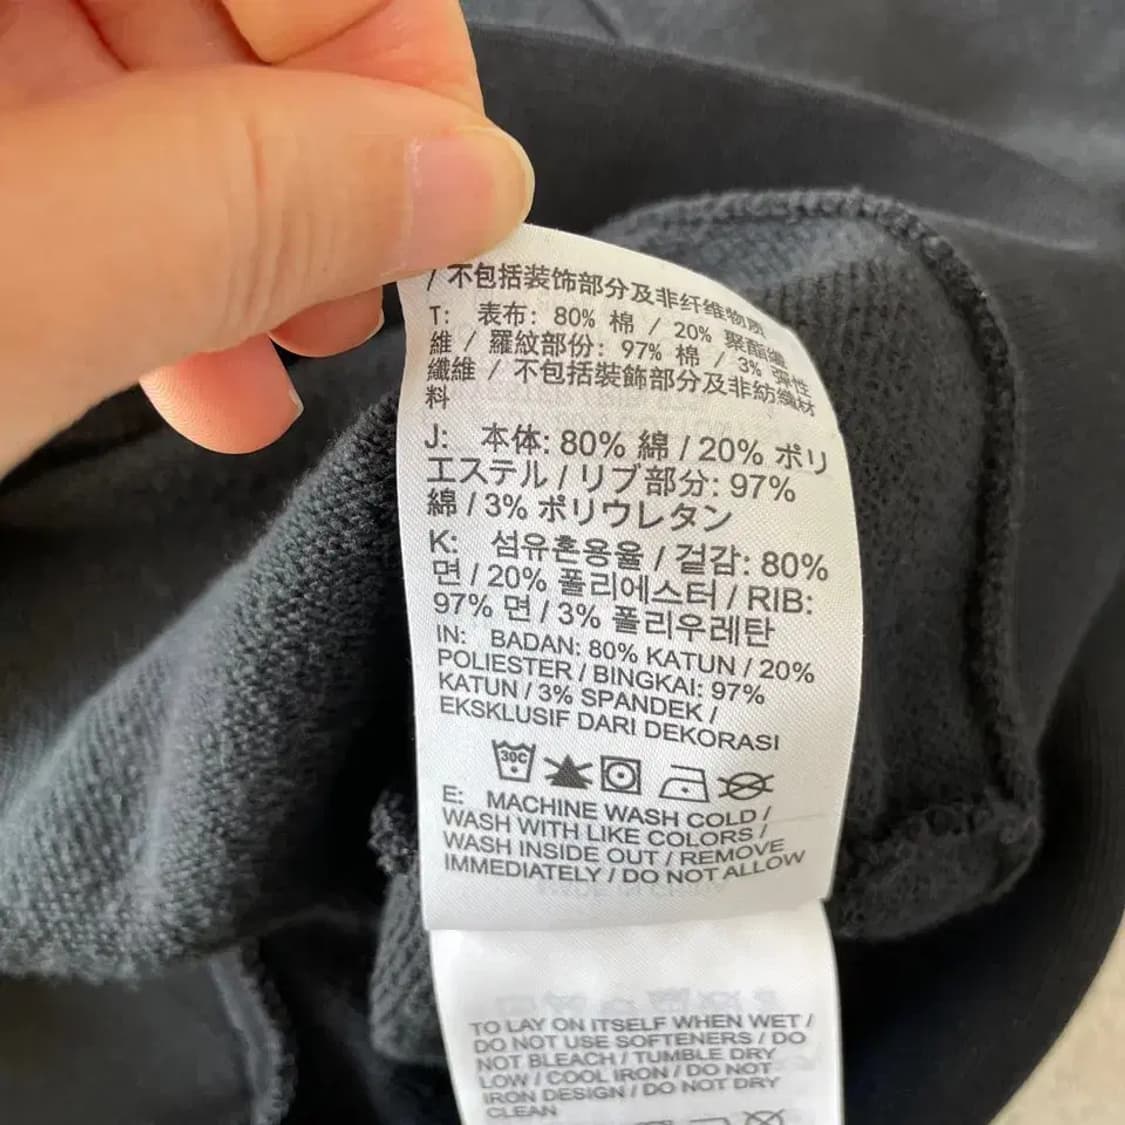 / 不包括装饰部分及非纤维物质
T: 表布: 80% 棉 / 20% 聚酯纖
維 / 羅紋部份: 97% 棉 / 3% 彈性
纖維 / 不包括裝飾部分及非紡織材
料
J: 本体: 80% 綿 / 20% ポリ
エステル / リブ部分: 97%
綿 / 3% ポリウレタン
K: 섬유혼용율 / 겉감: 80%
면 / 20% 폴리에스터 / RIB:
97% 면 / 3% 폴리우레탄
IN: BADAN: 80% KATUN / 20%
POLIESTER / BINGKAI: 97%
KATUN / 3% SPANDEK /
EKSKLUSIF DARI DEKORASI
30C
E: MACHINE WASH COLD /
WASH WITH LIKE COLORS /
WASH INSIDE OUT / REMOVE
IMMEDIATELY / DO NOT ALLOW
TO LAY ON ITSELF WHEN WET /
DO NOT USE SOFTENERS / DO
NOT BLEACH / TUMBLE DRY
LOW / COOL IRON / DO NOT
IRON DESIGN / DO NOT DRY
CLEAN